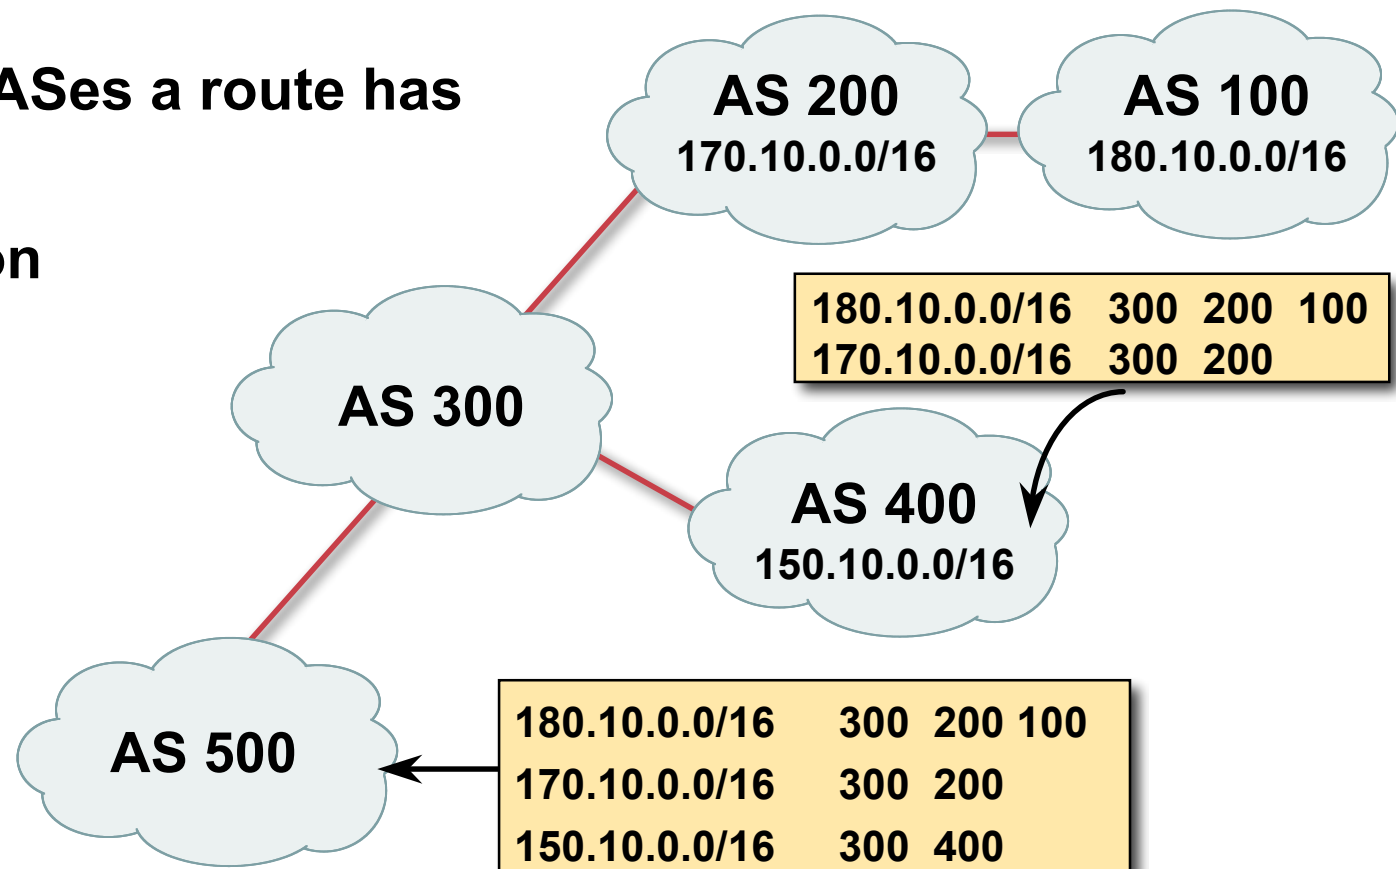 ASes a route has
on
AS 200
170.10.0.0/16
AS 100
180.10.0.0/16
180.10.0.0/16 300 200 100
170.10.0.0/16 300 200
AS 300
AS 400
150.10.0.0/16
AS 500
180.10.0.0/16 300 200 100
170.10.0.0/16 300 200
150.10.0.0/16 300 400